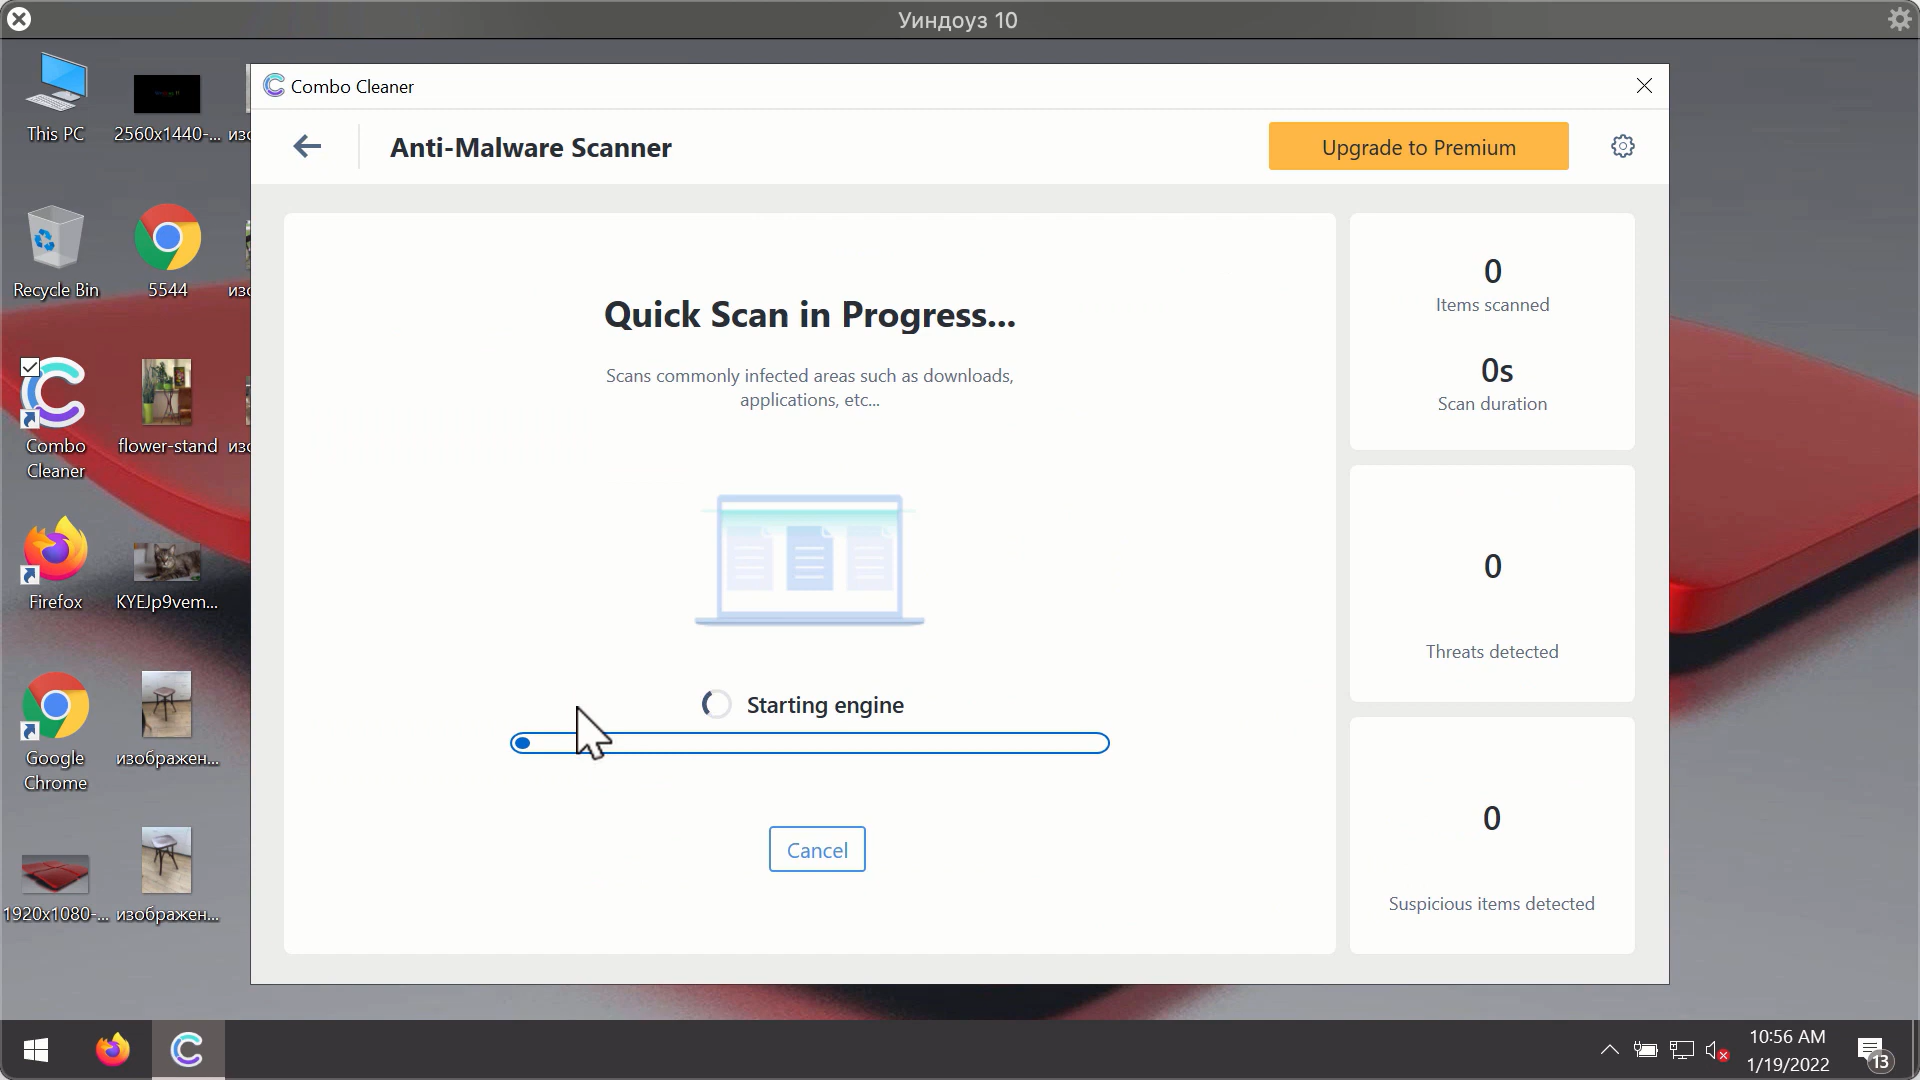 Уиндоуз 10
This PC
2560x1440-...
Recycle Bin
5544
Combo
Cleaner
flower-stand
Firefox
KYEJp9vem...
Google
Chrome
изображен...
1920x1080-...
изображен...
Combo Cleaner
Anti-Malware Scanner
Upgrade to Premium
Quick Scan in Progress...
Scans commonly infected areas such as downloads,
applications, etc...
Starting engine
Cancel
0
Items scanned
0s
Scan duration
0
Threats detected
0
Suspicious items detected
10:56 AM
1/19/2022
13